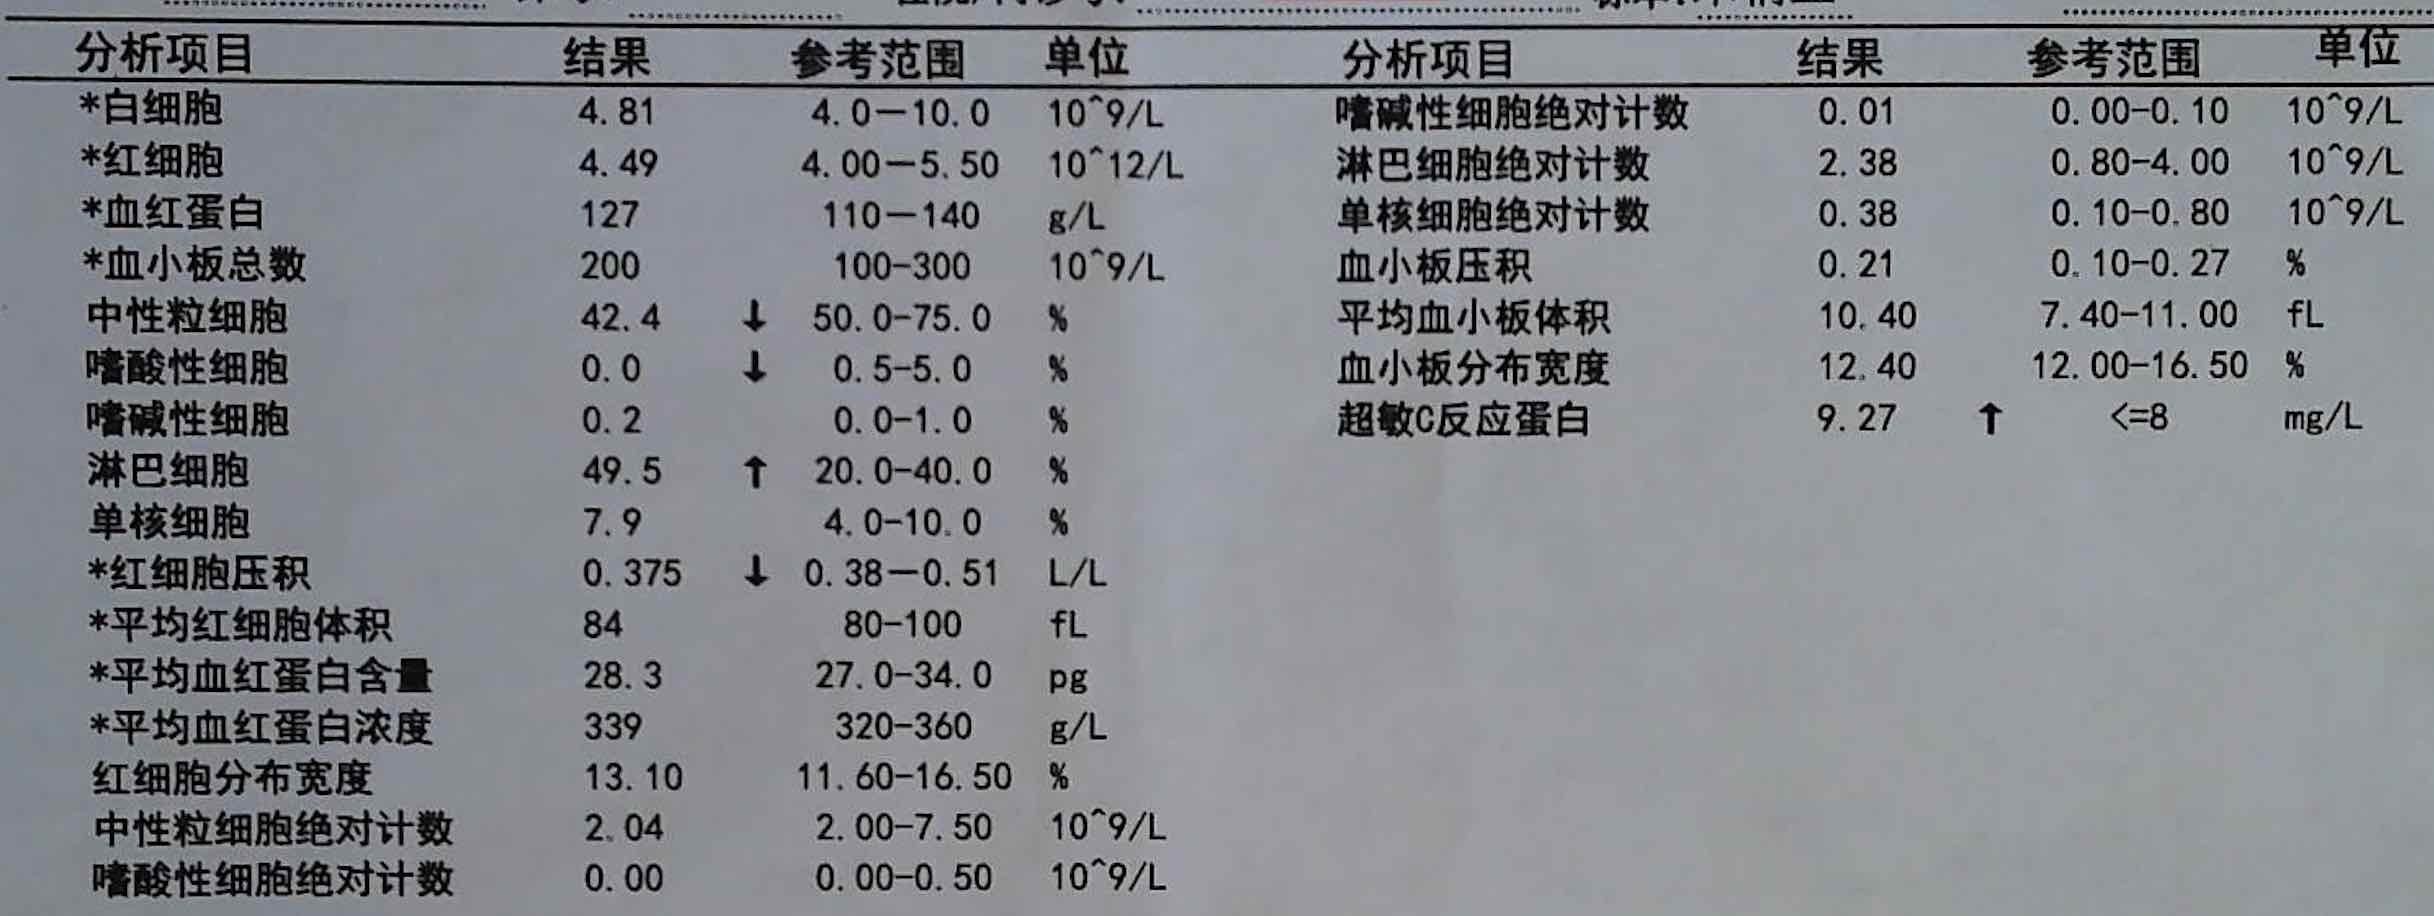 分析项目 结果 参考范围 单位 分析项目 结果 参考范围 单位
*白细胞 4.81 4.0—10.0 10^9/L 嗜碱性细胞绝对计数 0.01 0.00-0.10 10^9/L
*红细胞 4.49 4.00—5.50 10^12/L 淋巴细胞绝对计数 2.38 0.80-4.00 10^9/L
*血红蛋白 127 110—140 g/L 单核细胞绝对计数 0.38 0.10-0.80 10^9/L
*血小板总数 200 100-300 10^9/L 血小板压积 0.21 0.10-0.27 %
中性粒细胞 42.4 ↓ 50.0-75.0 % 平均血小板体积 10.40 7.40-11.00 fL
嗜酸性细胞 0.0 ↓ 0.5-5.0 % 血小板分布宽度 12.40 12.00-16.50 %
嗜碱性细胞 0.2 0.0-1.0 % 超敏C反应蛋白 9.27 ↑ <=8 mg/L
淋巴细胞 49.5 ↑ 20.0-40.0 %
单核细胞 7.9 4.0-10.0 %
*红细胞压积 0.375 ↓ 0.38—0.51 L/L
*平均红细胞体积 84 80-100 fL
*平均血红蛋白含量 28.3 27.0-34.0 pg
*平均血红蛋白浓度 339 320-360 g/L
红细胞分布宽度 13.10 11.60-16.50 %
中性粒细胞绝对计数 2.04 2.00-7.50 10^9/L
嗜酸性细胞绝对计数 0.00 0.00-0.50 10^9/L